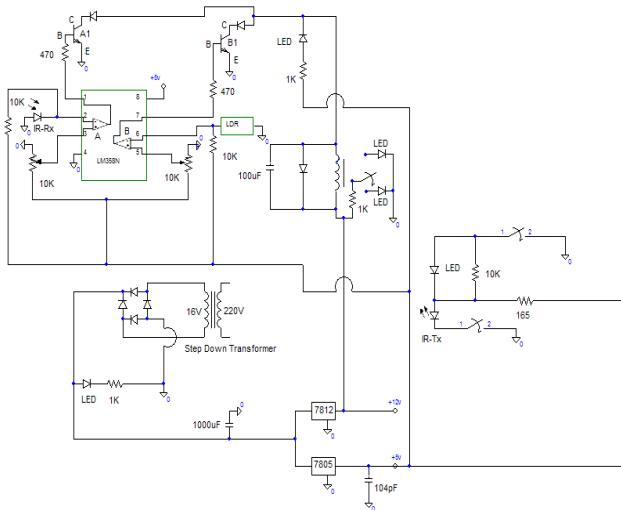 C
C
A1
B
E
B
B1
E
0
0
470
470
LED
1K
+5v
10K
IR-Rx
0
1
8
2
7
3
6
4
5
A
B
LM358N
LDR
0
0
0
0
10K
10K
10K
100uF
LED
LED
1K
0
LED
10K
1
2
0
165
IR-Tx
1
2
0
16V
220V
Step Down Transformer
LED
1K
0
1000uF
0
7812
+12v
0
7805
+5v
0
104pF
0